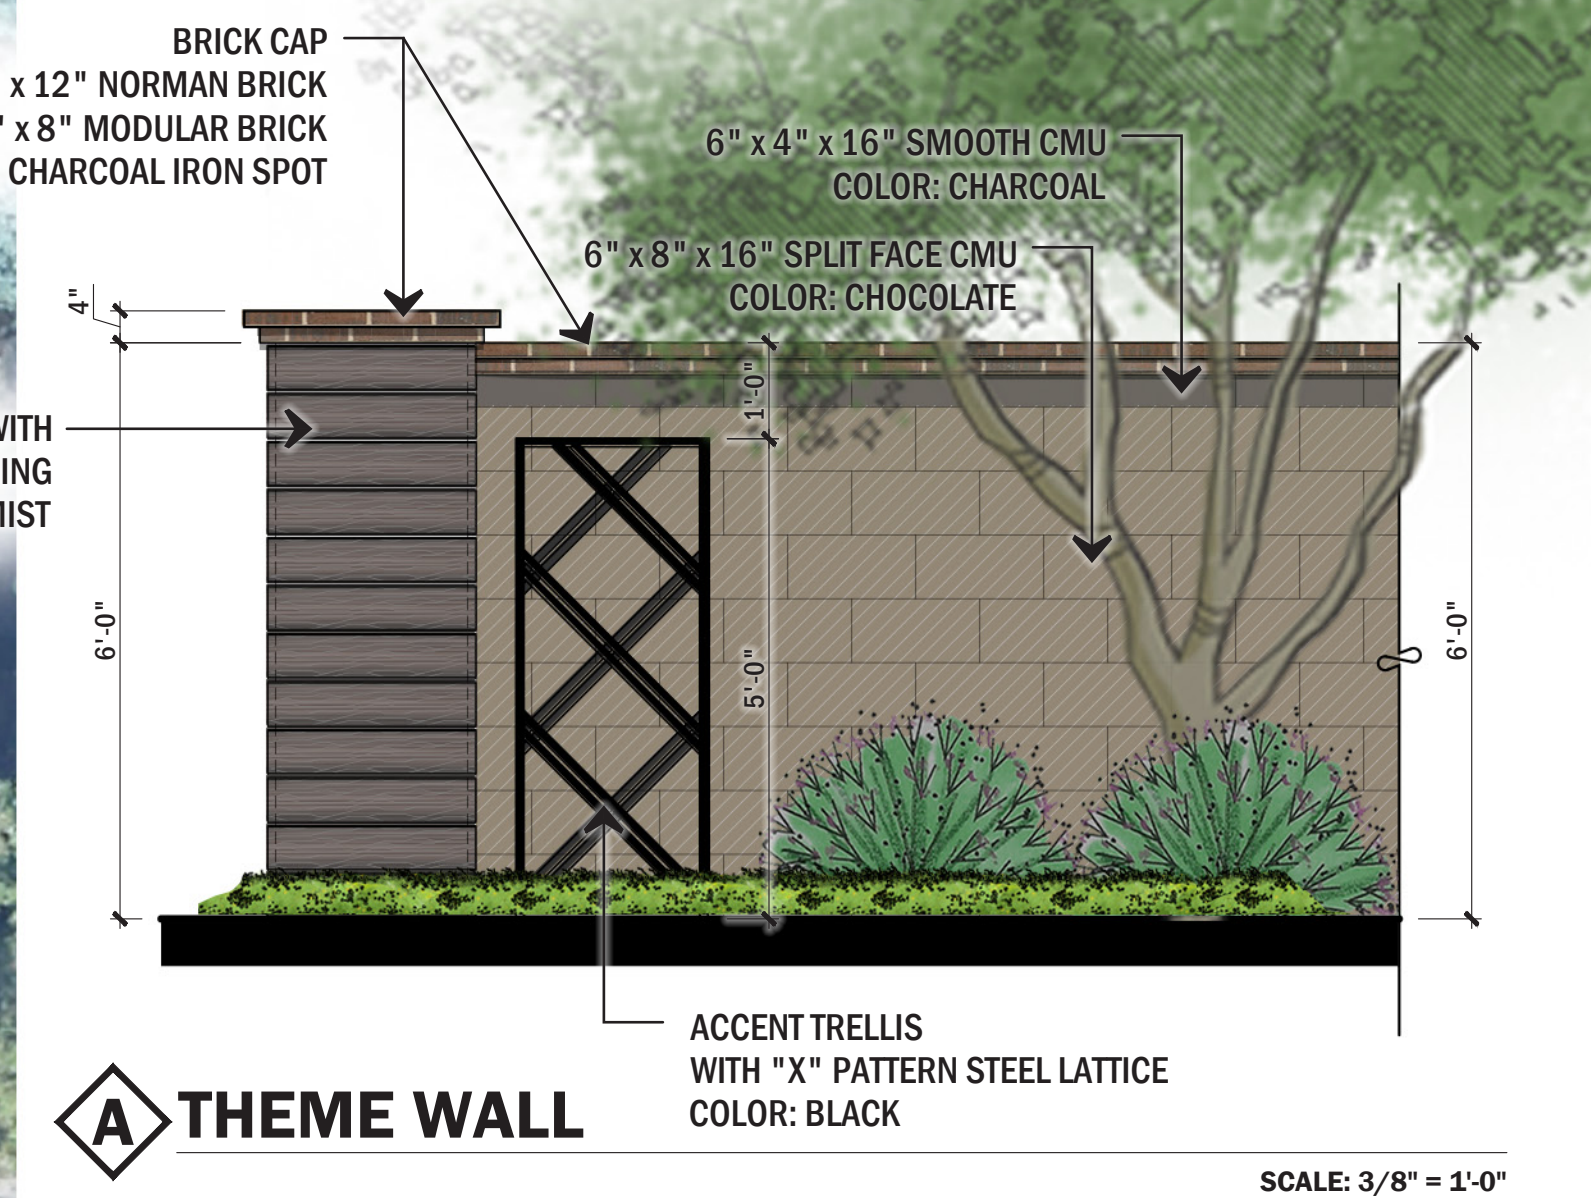 BRICK CAP
x 12" NORMAN BRICK
" x 8" MODULAR BRICK
CHARCOAL IRON SPOT
6" x 4" x 16" SMOOTH CMU
COLOR: CHARCOAL
6" x 8" x 16" SPLIT FACE CMU
COLOR: CHOCOLATE
4"
1'-0"
WITH
ING
MIST
6'-0"
5'-0"
6'-0"
ACCENT TRELLIS
WITH "X" PATTERN STEEL LATTICE
COLOR: BLACK
A THEME WALL
SCALE: 3/8" = 1'-0"